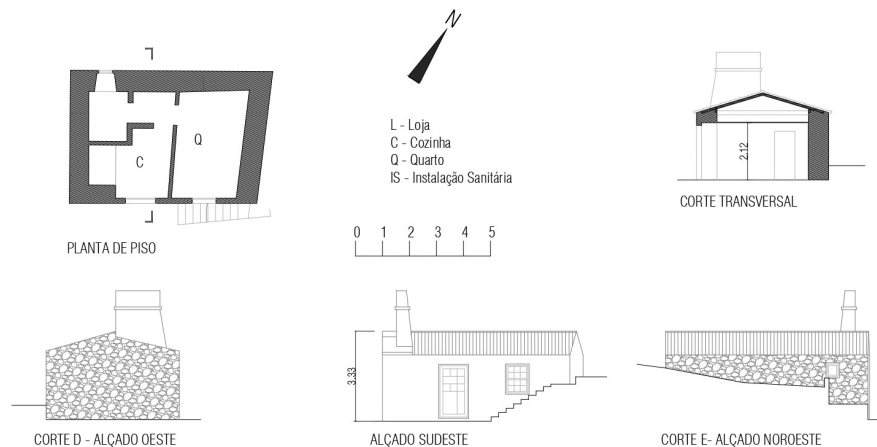 N
L - Loja
C - Cozinha
Q - Quarto
IS - Instalação Sanitária
C
Q
PLANTA DE PISO
2.12
CORTE TRANSVERSAL
0 1 2 3 4 5
CORTE D - ALÇADO OESTE
3.33
ALÇADO SUDESTE
CORTE E- ALÇADO NOROESTE